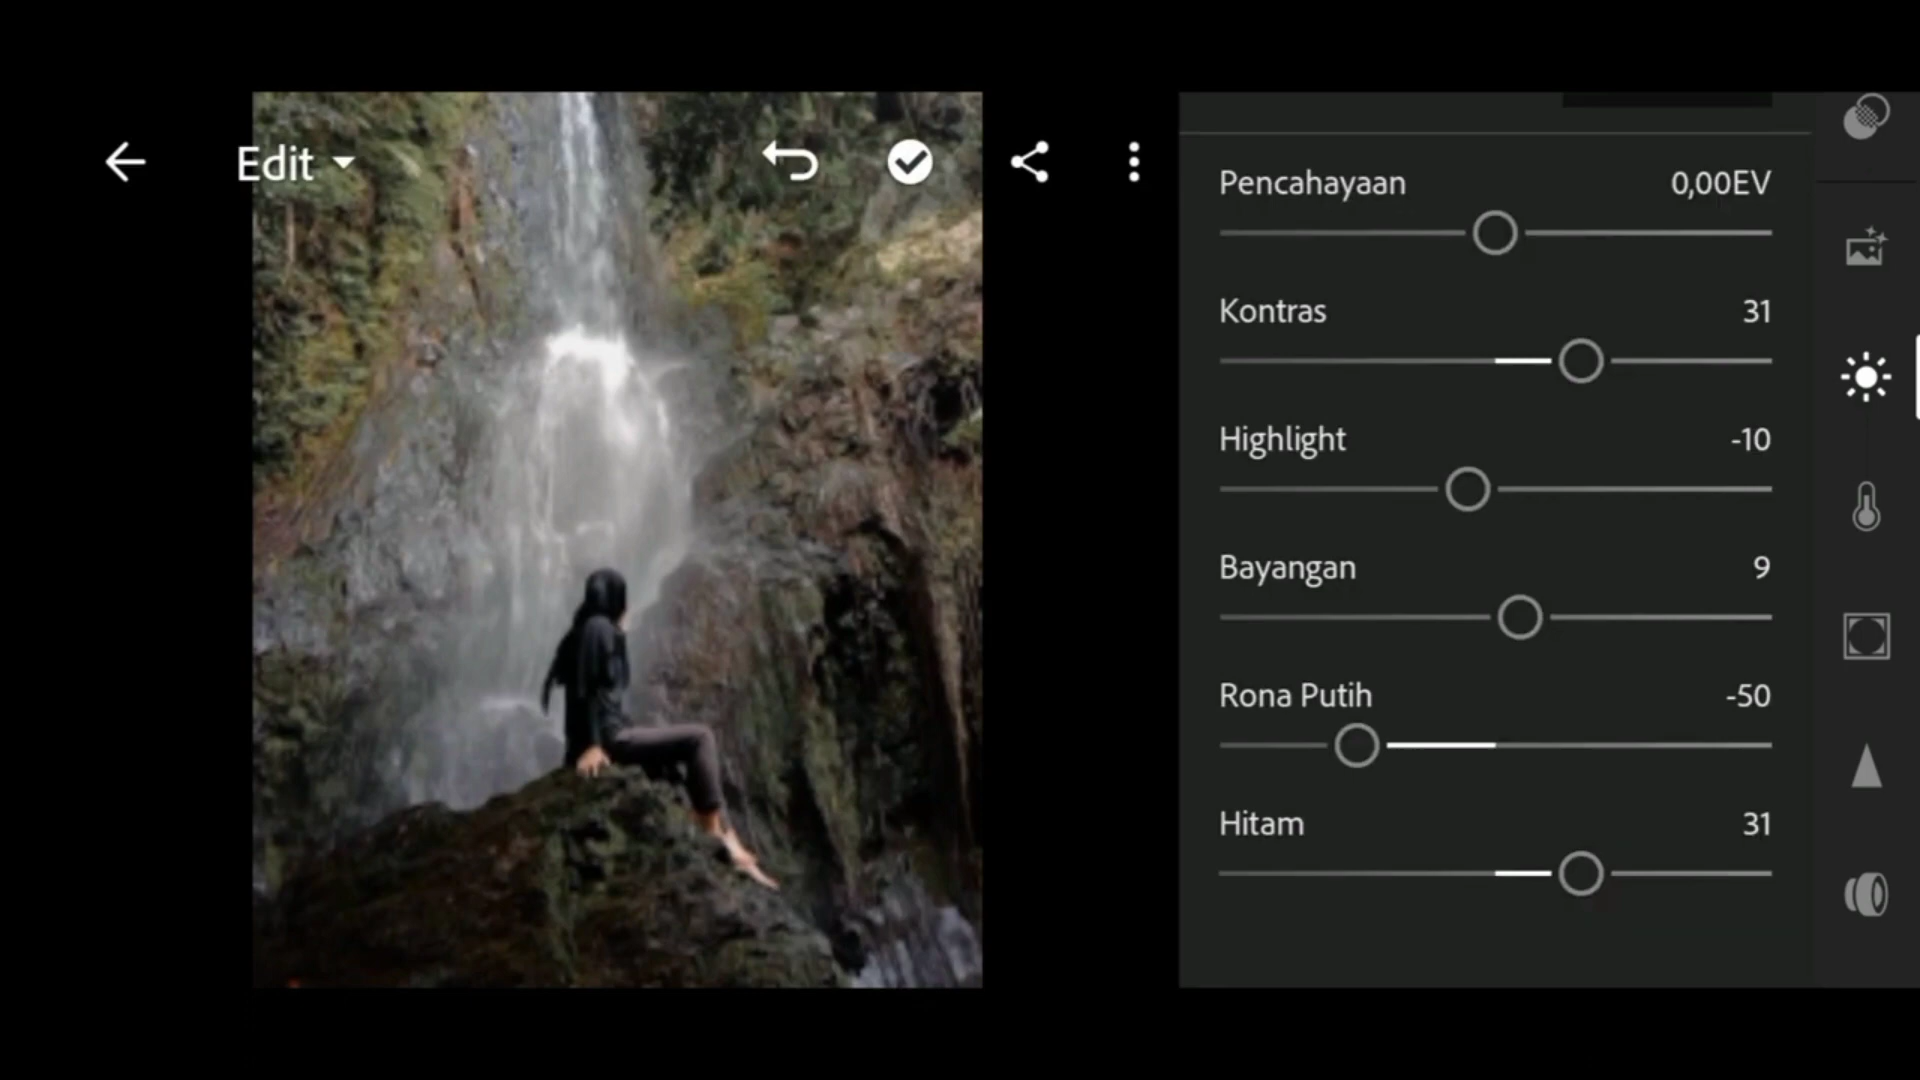 Edit
Pencahayaan 0,00EV
Kontras 31
Highlight -10
Bayangan 9
Rona Putih -50
Hitam 31